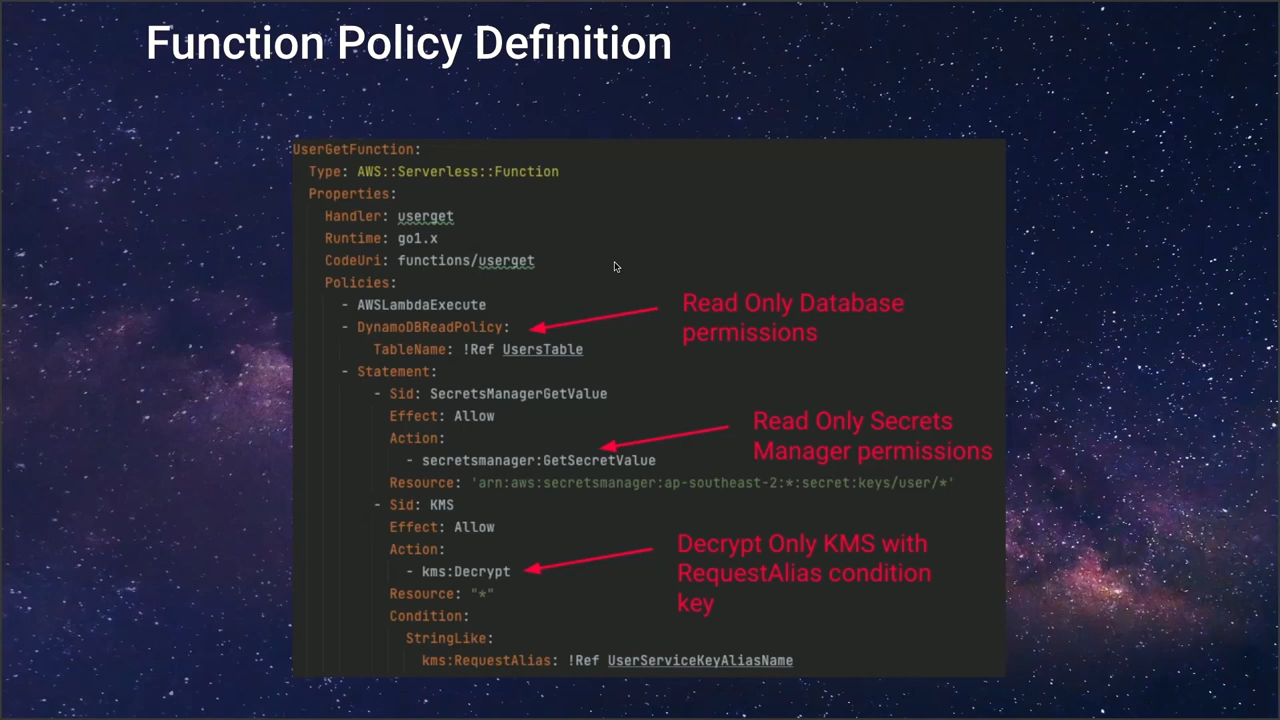 Function Policy Definition
UserGetFunction:
Type: AWS::Serverless::Function
Properties:
Handler: userget
Runtime: go1.x
CodeUri: functions/userget
Policies:
- AWSLambdaExecute
- DynamoDBReadPolicy:
TableName: !Ref UsersTable
- Statement:
- Sid: SecretsManagerGetValue
Effect: Allow
Action:
- secretsmanager:GetSecretValue
Resource: 'arn:aws:secretsmanager:ap-southeast-2:*:secret:keys/user/*'
- Sid: KMS
Effect: Allow
Action:
- kms:Decrypt
Resource: "*"
Condition:
StringLike:
kms:RequestAlias: !Ref UserServiceKeyAliasName
Read Only Database
permissions
Read Only Secrets
Manager permissions
Decrypt Only KMS with
RequestAlias condition
key